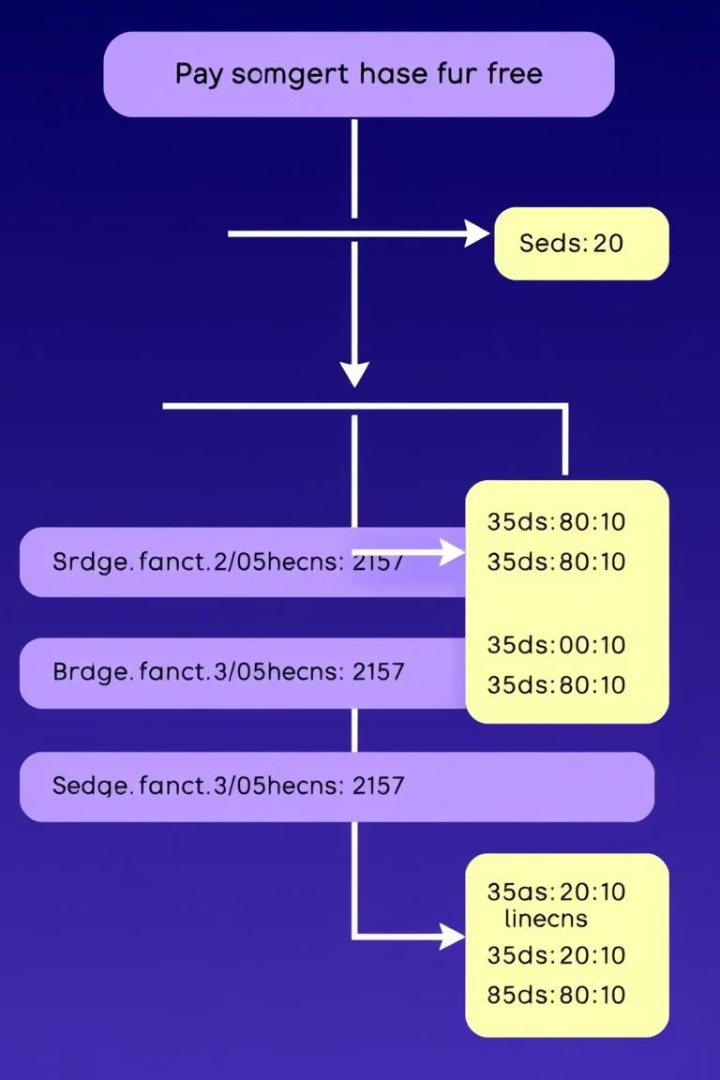 Pay somgert hase fur free
Seds: 20
35ds: 80:10
35ds: 80:10
35ds: 00:10
35ds: 80:10
Srdge. fanct. 2/05hecns: 2157
Brdge. fanct. 3/05hecns: 2157
Sedge. fanct. 3/05hecns: 2157
35as: 20:10
linecns
35ds: 20:10
85ds: 80:10